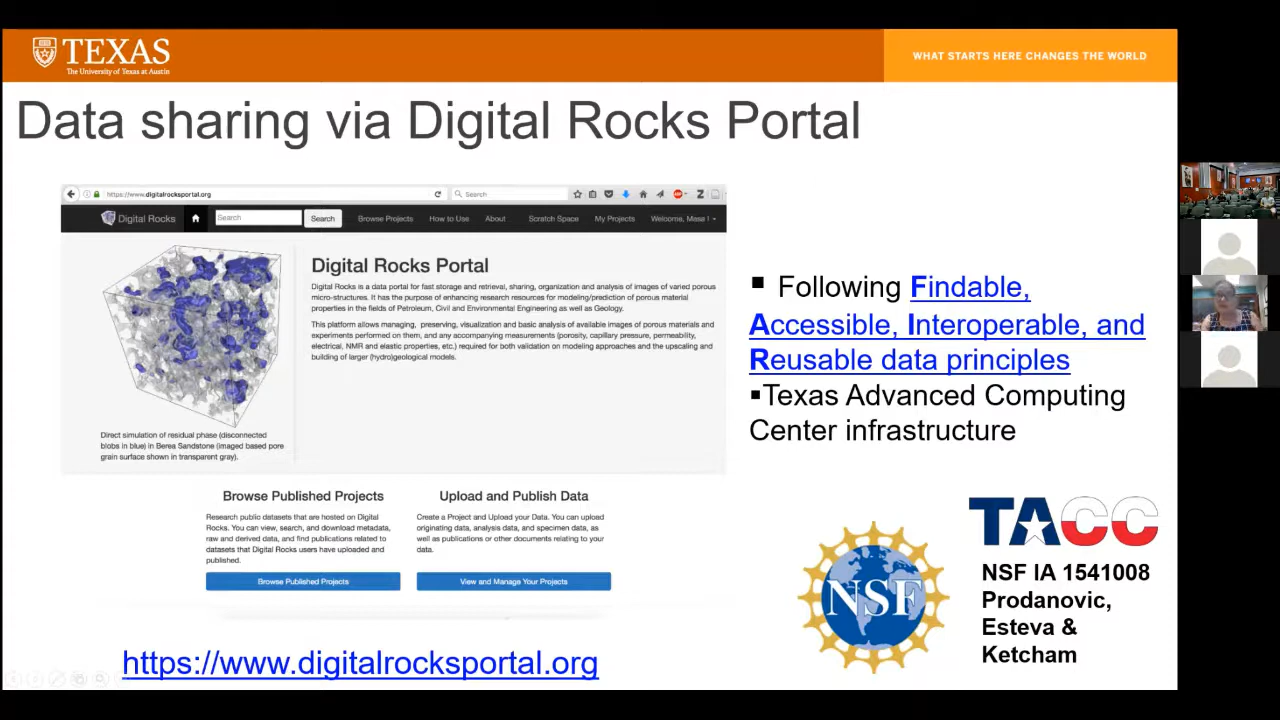 TEXAS
The University of Texas at Austin
WHAT STARTS HERE CHANGES THE WORLD
Data sharing via Digital Rocks Portal
https://www.digitalrocksportal.org
Search
Digital Rocks
Search
Search
Browse Projects
How to Use
About
Scratch Space
My Projects
Welcome, Masa
Digital Rocks Portal
Digital Rocks is a data portal for fast storage and retrieval, sharing, organization and analysis of images of varied porous
micro-structures. It has the purpose of enhancing research resources for modeling/prediction of porous material
properties in the fields of Petroleum, Civil and Environmental Engineering as well as Geology.
This platform allows managing, preserving, visualization and basic analysis of available images of porous materials and
experiments performed on them, and any accompanying measurements (porosity, capillary pressure, permeability,
electrical, NMR and elastic properties, etc.) required for both validation on modeling approaches and the upscaling and
building of larger (hydro)geological models.
Direct simulation of residual phase (disconnected
blobs in blue) in Berea Sandstone (imaged based pore
grain surface shown in transparent gray).
Browse Published Projects
Research public datasets that are hosted on Digital
Rocks. You can view, search, and download metadata,
raw and derived data, and find publications related to
datasets that Digital Rocks users have uploaded and
published.
Browse Published Projects
Upload and Publish Data
Create a Project and Upload your Data. You can upload
originating data, analysis data, and specimen data, as
well as publications or other documents relating to your
data.
View and Manage Your Projects
https://www.digitalrocksportal.org
▪ Following Findable,
Accessible, Interoperable, and
Reusable data principles
▪Texas Advanced Computing
Center infrastructure
NSF
TACC
NSF IA 1541008
Prodanovic,
Esteva &
Ketcham